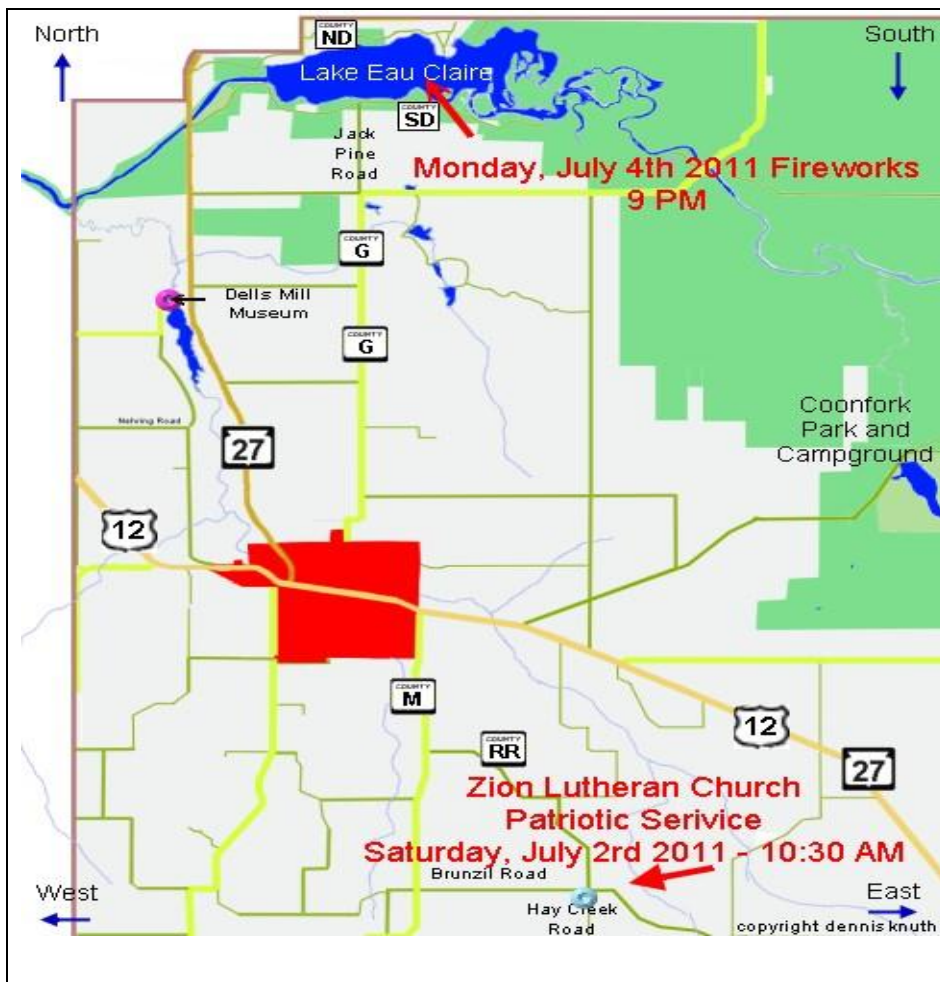 North
South
COUNTY
ND
Lake Eau Claire
COUNTY
SD
Jack
Pine
Road
Monday, July 4th 2011 Fireworks
9 PM
COUNTY
G
Dells Mill
Museum
COUNTY
G
Coonfork
Park and
Campground
Nehring Road
27
12
COUNTY
M
12
COUNTY
RR
27
Zion Lutheran Church
Patriotic Serivice
Saturday, July 2rd 2011 - 10:30 AM
Brunzil Road
West
East
Hay Creek
Road
copyright dennis knuth